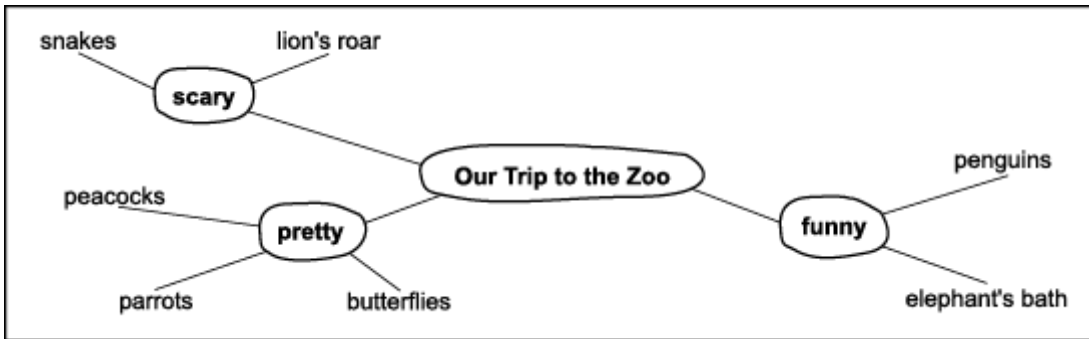 snakes
lion's roar
scary
Our Trip to the Zoo
penguins
peacocks
pretty
funny
parrots
butterflies
elephant's bath